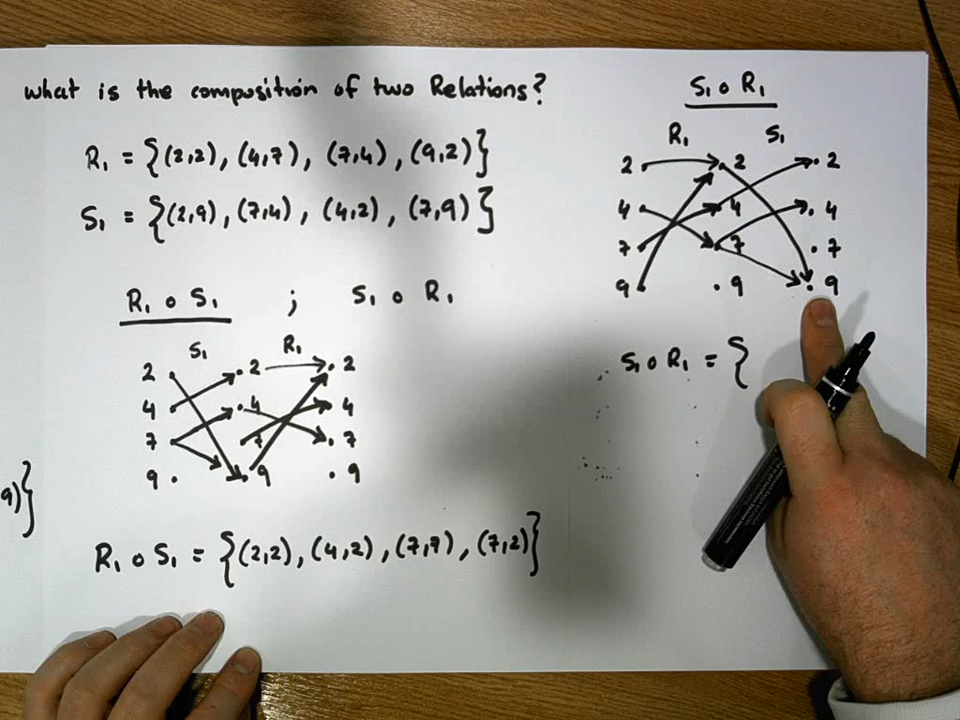 what is the composition of two Relations?
R₁ = {(2,2), (4,7), (7,4), (9,2)}
S₁ = {(2,9), (7,4), (4,2), (7,9)}
R₁ ∘ S₁ ; S₁ ∘ R₁
S₁ R₁
2 2 2
4 4 4
7 7 7
9 9 9
9)}
R₁ ∘ S₁ = {(2,2), (4,2), (7,7), (7,2)}
S₁ ∘ R₁
R₁ S₁
2 2 2
4 4 4
7 7 7
9 9 9
S₁ ∘ R₁ = {